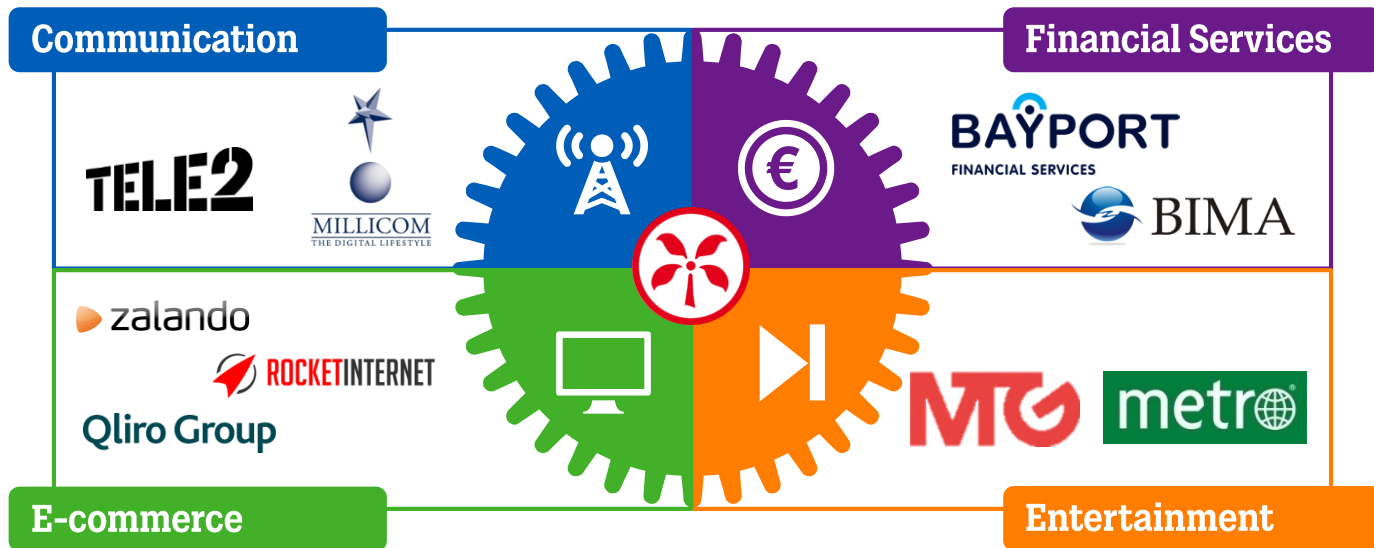 Communication
Financial Services
TELE2
MILLICOM
THE DIGITAL LIFESTYLE
BAYPORT
FINANCIAL SERVICES
BIMA
€
zalando
ROCKETINTERNET
Qliro Group
MTG
metro
E-commerce
Entertainment